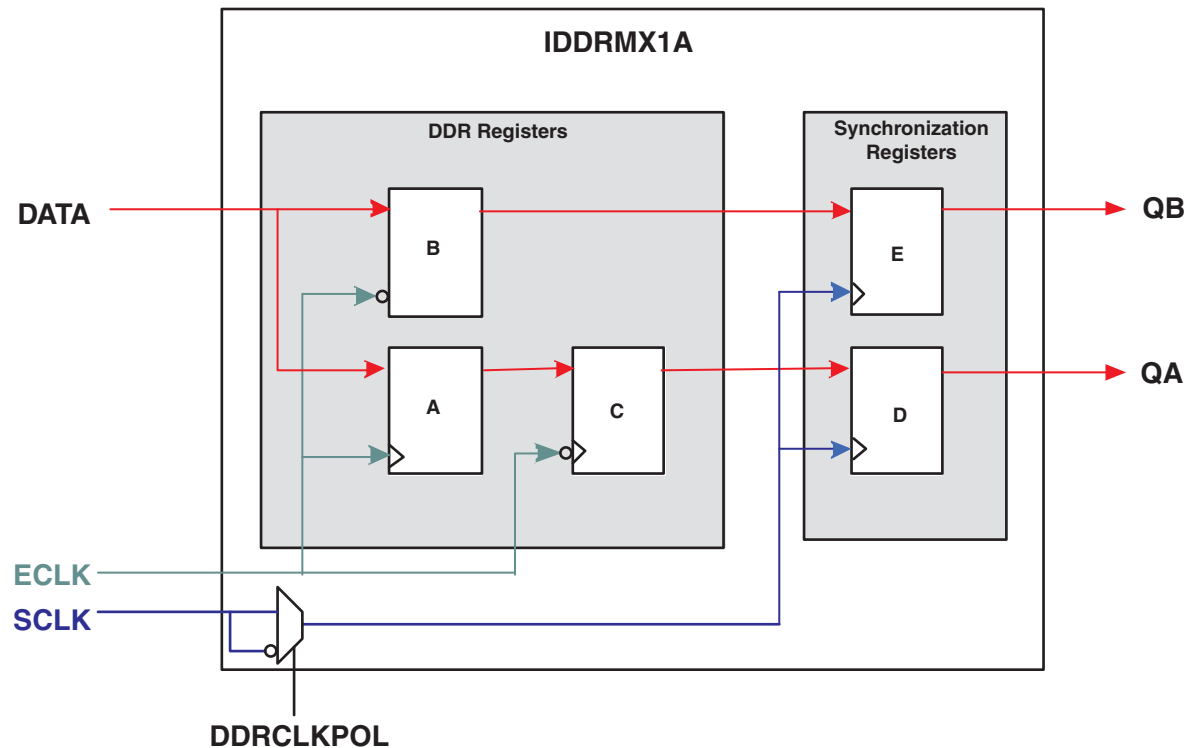 IDDRMX1A
DDR Registers
Synchronization
Registers
DATA
B
E
QB
A
C
D
QA
ECLK
SCLK
DDRCLKPOL